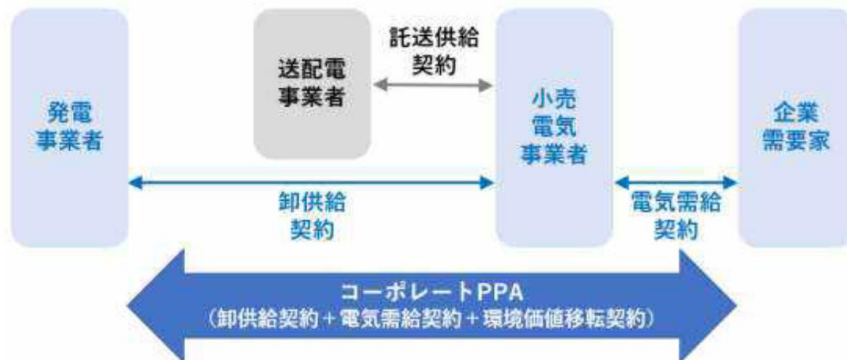 発電
事業者
送配電
事業者
託送供給
契約
小売
電気
事業者
企業
需要家
卸供給
契約
電気需給
契約
コーポレートPPA
（卸供給契約＋電気需給契約＋環境価値移転契約）